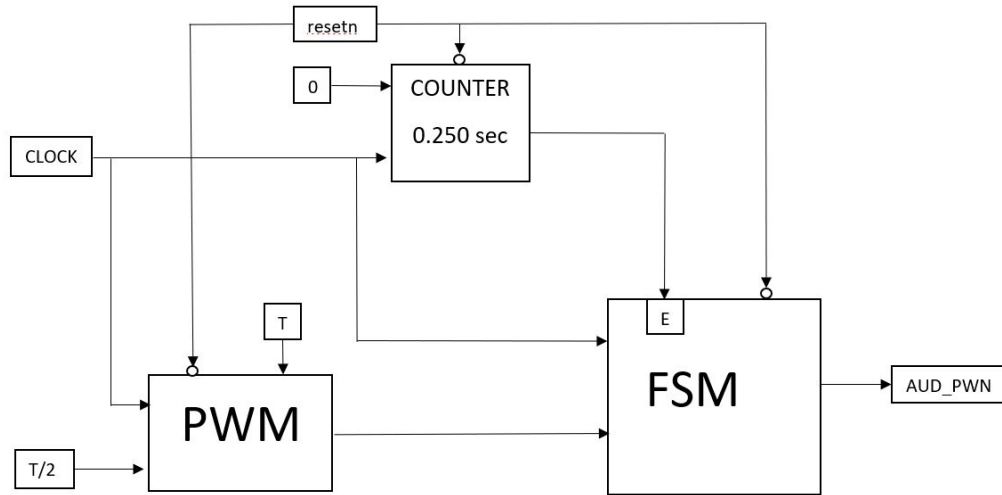 resetn
0
COUNTER
0.250 sec
CLOCK
T
E
FSM
AUD_PWN
PWM
T/2